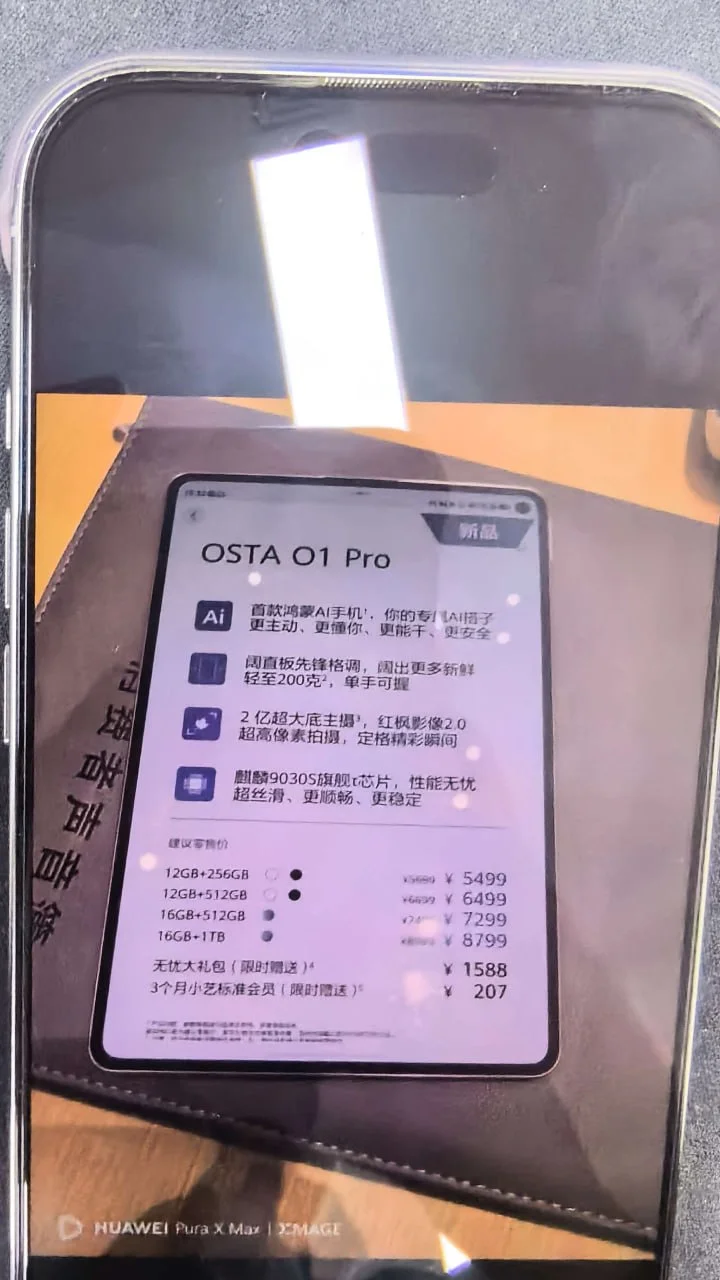 新品
OSTA O1 Pro
Ai
首款鸿蒙AI手机¹，你的专属AI搭子
更主动、更懂你、更能干、更安全
阔直板先锋格调，阔出更多新鲜
轻至200克²，单手可握
2 亿超大底主摄³，红枫影像2.0
超高像素拍摄，定格精彩瞬间
麒麟9030S旗舰τ芯片，性能无忧
超丝滑、更顺畅、更稳定
建议零售价
12GB+256GB ¥ 5499
12GB+512GB ¥6699 ¥ 6499
16GB+512GB ¥ 7299
16GB+1TB ¥ 8799
无忧大礼包（限时赠送）⁴ ¥ 1588
3个月小艺标准会员（限时赠送）⁵ ¥ 207
费者声音
HUAWEI Pura X Max | XMAGE